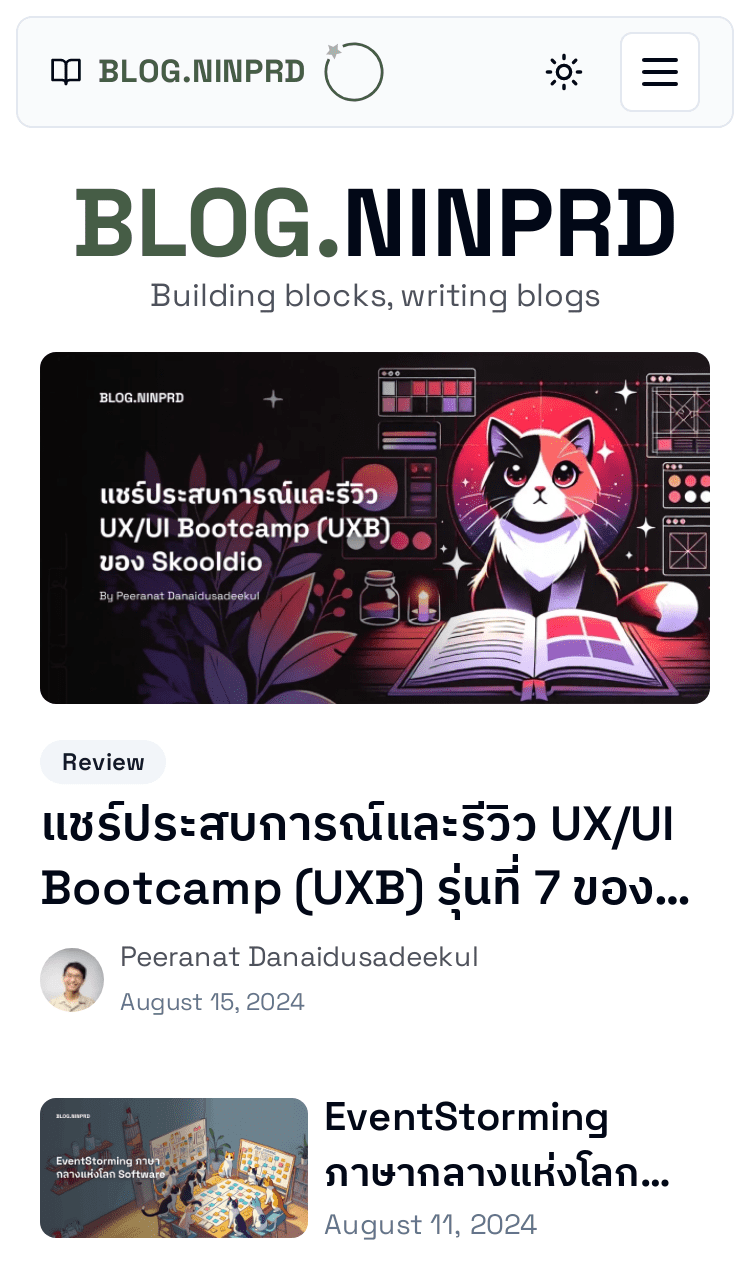 BLOG.NINPRD
BLOG.NINPRD
Building blocks, writing blogs
BLOG.NINPRD
แชร์ประสบการณ์และรีวิว
UX/UI Bootcamp (UXB)
ของ Skooldio
By Peeranat Danaidusadeekul
Review
แชร์ประสบการณ์และรีวิว UX/UI
Bootcamp (UXB) รุ่นที่ 7 ของ...
Peeranat Danaidusadeekul
August 15, 2024
BLOG.NINPRD
EventStorming ภาษา
กลางแห่งโลก Software
EventStorming
ภาษากลางแห่งโลก...
August 11, 2024